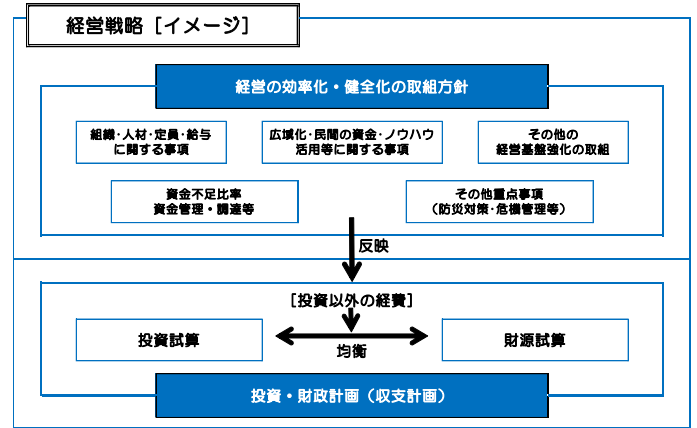 経営戦略［イメージ］
経営の効率化・健全化の取組方針
組織・人材・定員・給与
に関する事項
広域化・民間の資金・ノウハウ
活用等に関する事項
その他の
経営基盤強化の取組
資金不足比率
資金管理・調達等
その他重点事項
（防災対策・危機管理等）
反映
［投資以外の経費］
投資試算
均衡
財源試算
投資・財政計画（収支計画）